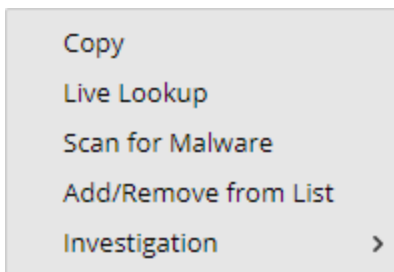 Copy
Live Lookup
Scan for Malware
Add/Remove from List
Investigation